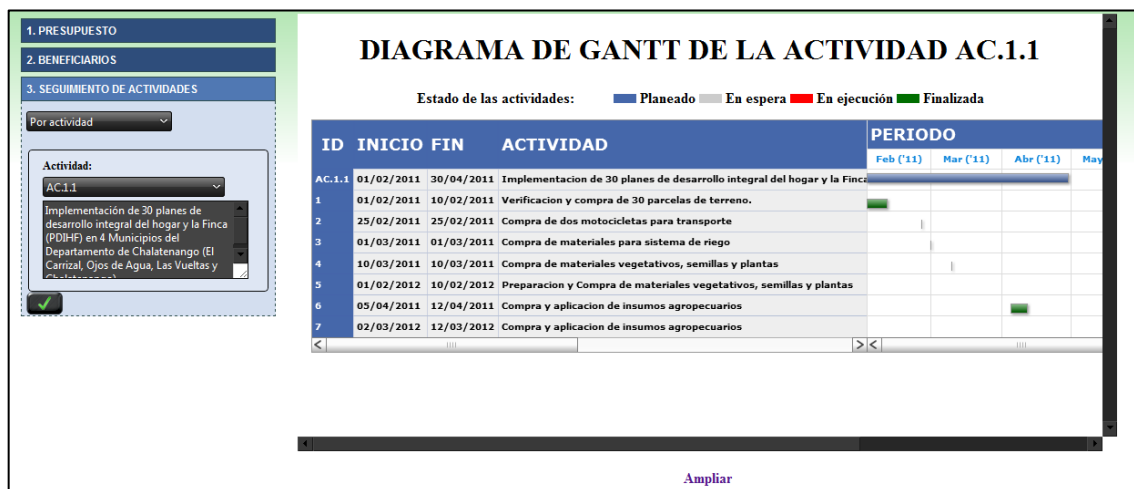 1. PRESUPUESTO
2. BENEFICIARIOS
3. SEGUIMIENTO DE ACTIVIDADES
Por actividad
Actividad:
AC.1.1
Implementación de 30 planes de
desarrollo integral del hogar y la Finca
(PDIHF) en 4 Municipios del
Departamento de Chalatenango (El
Carrizal, Ojos de Agua, Las Vueltas y
Chalatenango)
DIAGRAMA DE GANTT DE LA ACTIVIDAD AC.1.1
Estado de las actividades: Planeado En espera En ejecución Finalizada
ID INICIO FIN ACTIVIDAD PERIODO
Feb ('11) Mar ('11) Abr ('11) May
AC.1.1 01/02/2011 30/04/2011 Implementacion de 30 planes de desarrollo integral del hogar y la Finca
1 01/02/2011 10/02/2011 Verificacion y compra de 30 parcelas de terreno.
2 25/02/2011 25/02/2011 Compra de dos motocicletas para transporte
3 01/03/2011 01/03/2011 Compra de materiales para sistema de riego
4 10/03/2011 10/03/2011 Compra de materiales vegetativos, semillas y plantas
5 01/02/2012 10/02/2012 Preparacion y Compra de materiales vegetativos, semillas y plantas
6 05/04/2011 12/04/2011 Compra y aplicacion de insumos agropecuarios
7 02/03/2012 12/03/2012 Compra y aplicacion de insumos agropecuarios
Ampliar